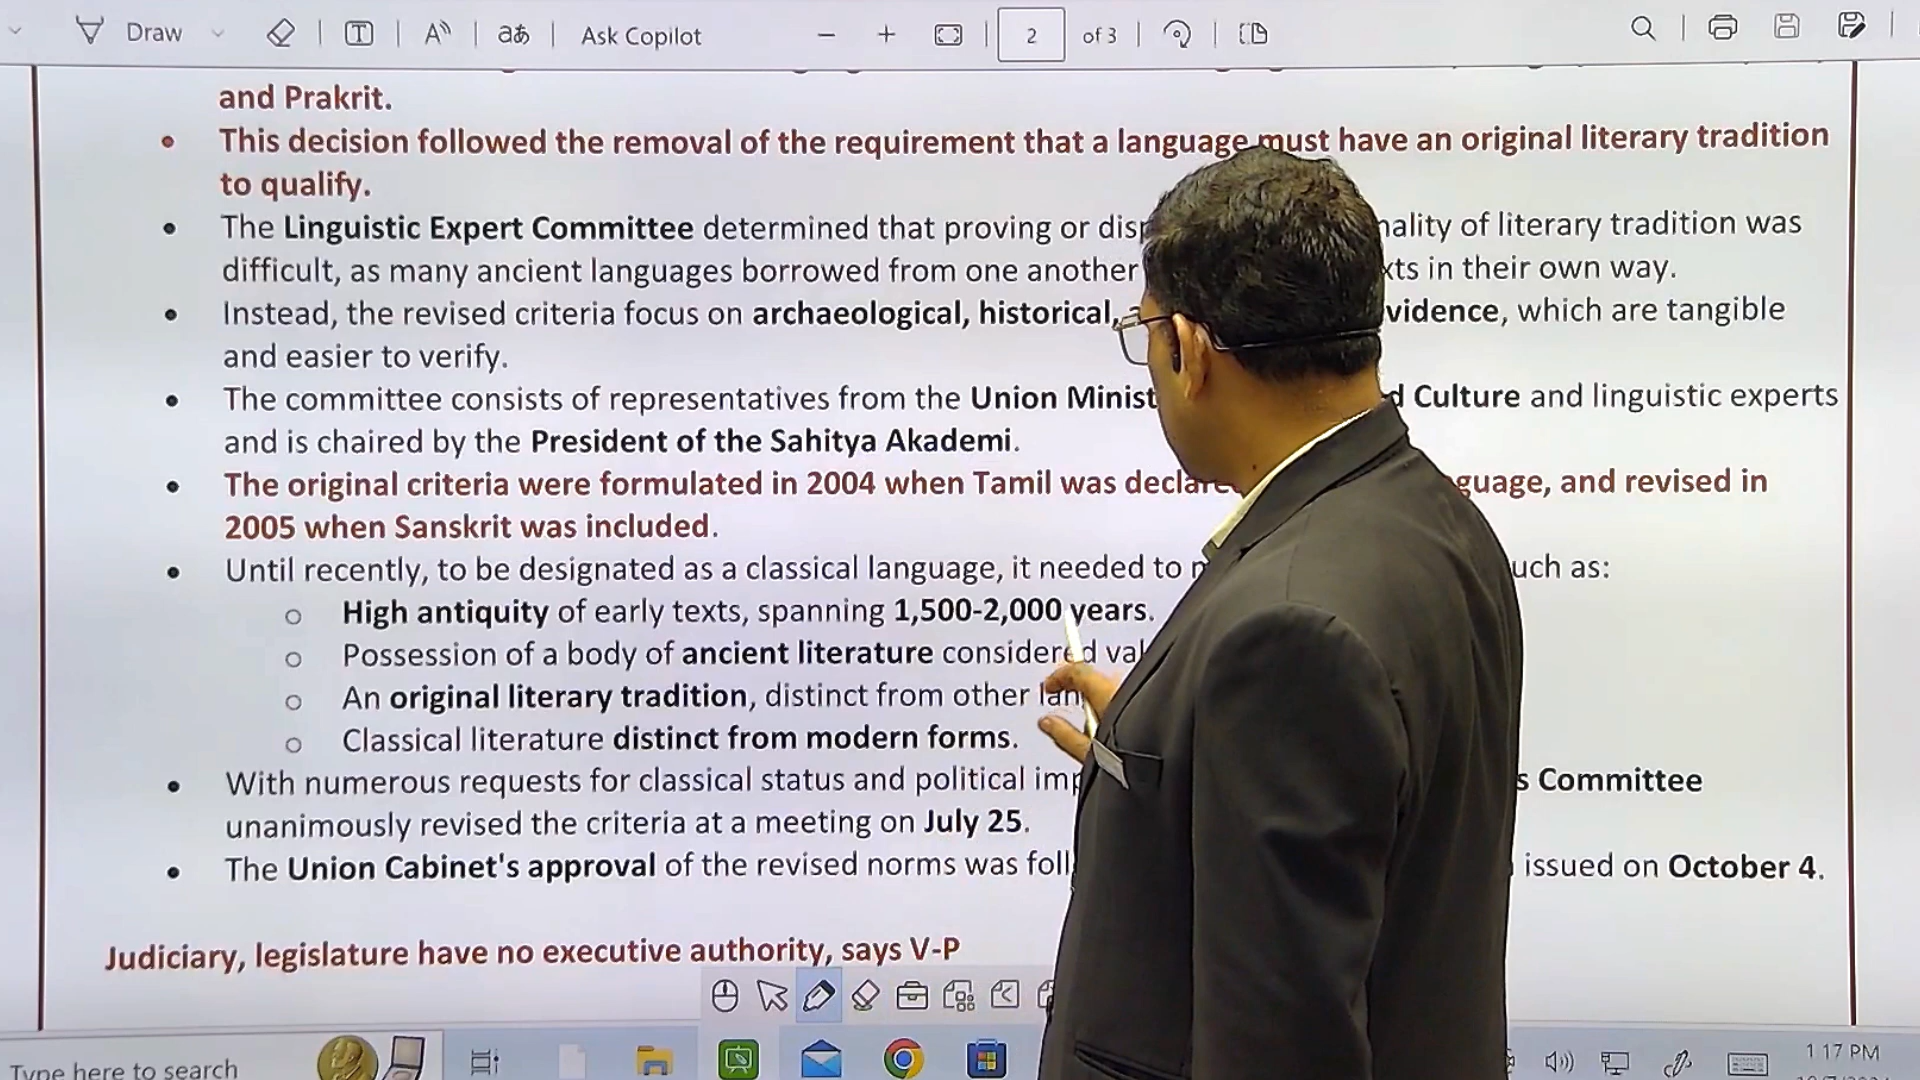 Draw Ask Copilot 2 of 3
and Prakrit.
This decision followed the removal of the requirement that a language must have an original literary tradition
to qualify.
The Linguistic Expert Committee determined that proving or nality of literary tradition was
difficult, as many ancient languages borrowed from one another xts in their own way.
Instead, the revised criteria focus on archaeological, historical, vidence, which are tangible
and easier to verify.
The committee consists of representatives from the Union Culture and linguistic experts
and is chaired by the President of the Sahitya Akademi.
The original criteria were formulated in 2004 when Tamil was guage, and revised in
2005 when Sanskrit was included.
Until recently, to be designated as a classical language, it needed to uch as:
High antiquity of early texts, spanning 1,500-2,000 years.
Possession of a body of ancient literature considered
An original literary tradition, distinct from other
Classical literature distinct from modern forms.
With numerous requests for classical status and political Committee
unanimously revised the criteria at a meeting on July 25.
The Union Cabinet's approval of the revised norms was issued on October 4.
Judiciary, legislature have no executive authority, says V-P
Type here to search
1 17 PM